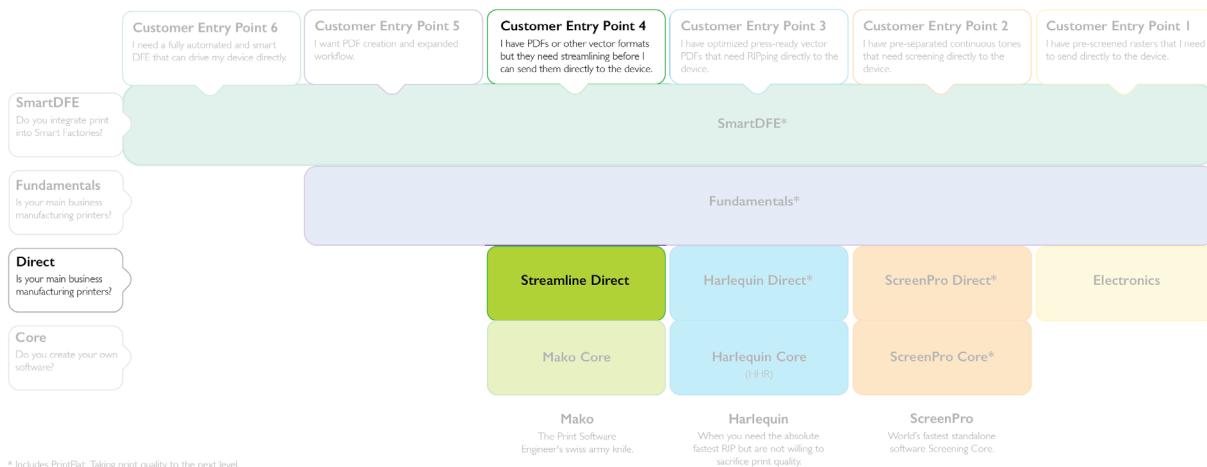 Customer Entry Point 6
I need a fully automated and smart
DFE that can drive my device directly.
Customer Entry Point 5
I want PDF creation and expanded
workflow.
Customer Entry Point 4
I have PDFs or other vector formats
but they need streamlining before I
can send them directly to the device.
Customer Entry Point 3
I have optimized press-ready vector
PDFs that need RIPping directly to the
device.
Customer Entry Point 2
I have pre-separated continuous tones
that need screening directly to the
device.
Customer Entry Point 1
I have pre-screened rasters that I need
to send directly to the device.
SmartDFE
Do you integrate print
into Smart Factories?
SmartDFE*
Fundamentals
Is your main business
manufacturing printers?
Fundamentals*
Direct
Is your main business
manufacturing printers?
Streamline Direct
Harlequin Direct*
ScreenPro Direct*
Electronics
Core
Do you create your own
software?
Mako Core
Harlequin Core
(HHR)
ScreenPro Core*
Mako
The Print Software
Engineer's swiss army knife.
Harlequin
When you need the absolute
fastest RIP but are not willing to
sacrifice print quality.
ScreenPro
World's fastest standalone
software Screening Core.
* Includes PrintFlat: Taking print quality to the next level